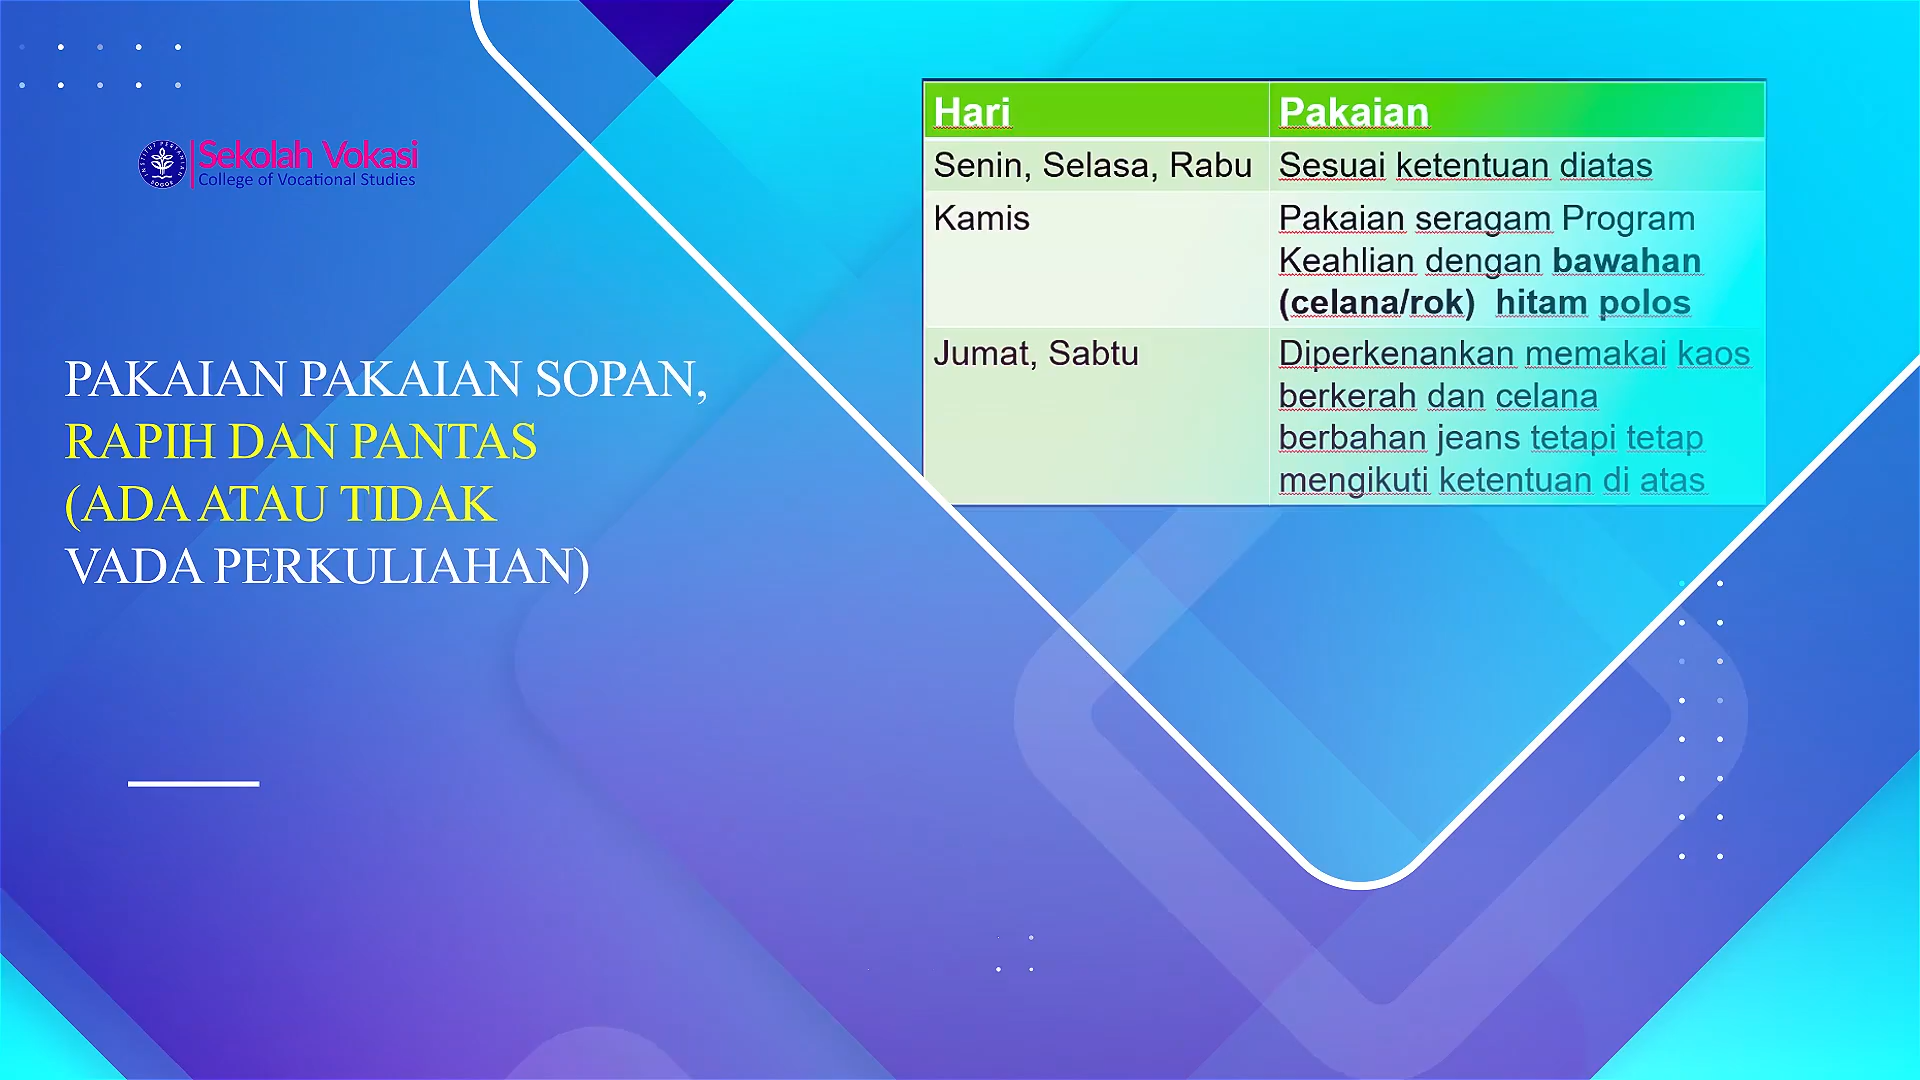 Sekolah Vokasi
College of Vocational Studies
PAKAIAN PAKAIAN SOPAN,
RAPIH DAN PANTAS
(ADA ATAU TIDAK
VADA PERKULIAHAN)
Hari Pakaian
Senin, Selasa, Rabu Sesuai ketentuan diatas
Kamis Pakaian seragam Program
Keahlian dengan bawahan
(celana/rok) hitam polos
Jumat, Sabtu Diperkenankan memakai kaos
berkerah dan celana
berbahan jeans tetapi tetap
mengikuti ketentuan di atas